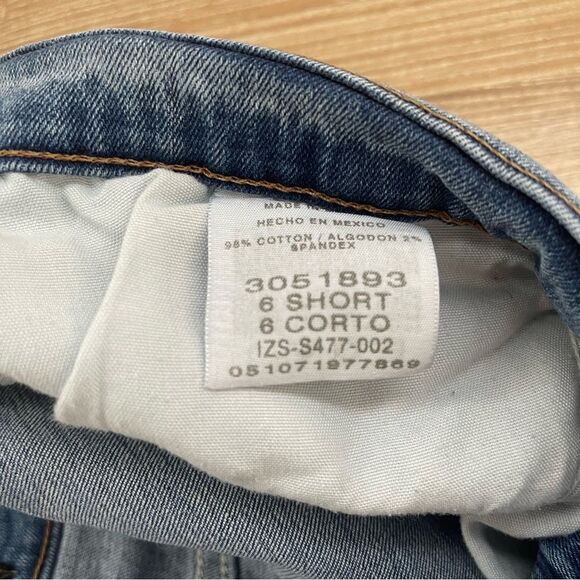 MADE IN
HECHO EN MEXICO
98% COTTON / ALGODON 2%
SPANDEX
3051893
6 SHORT
6 CORTO
IZS-S477-002
051071977869